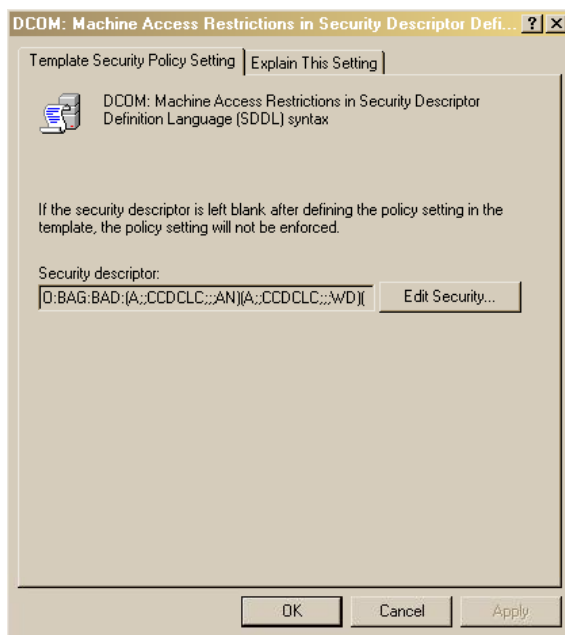 DCOM: Machine Access Restrictions in Security Descriptor Defi... ? ×
Template Security Policy Setting Explain This Setting
DCOM: Machine Access Restrictions in Security Descriptor
Definition Language (SDDL) syntax
If the security descriptor is left blank after defining the policy setting in the
template, the policy setting will not be enforced.
Security descriptor:
O:BAG:BAD:(A;;CCDCLC;;;AN)(A;;CCDCLC;;;WD)( Edit Security...
OK Cancel Apply